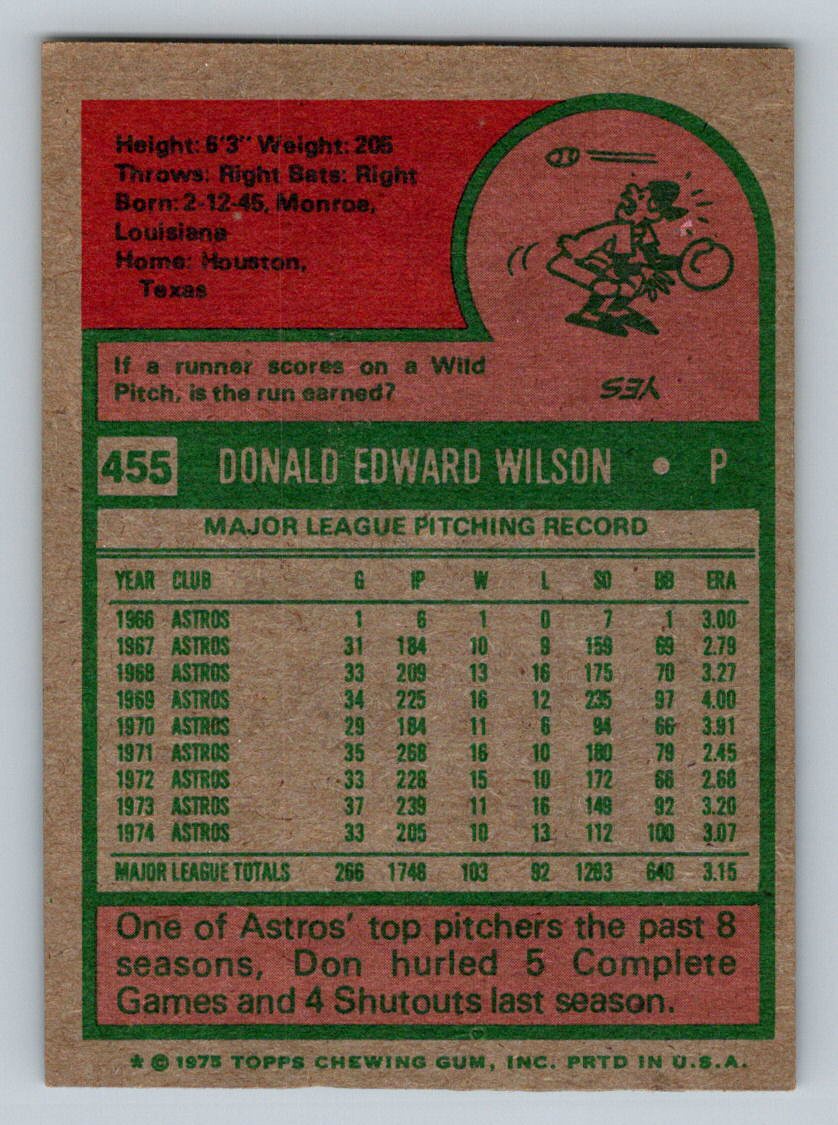 Height: 6'3" Weight: 205
Throws: Right Bats: Right
Born: 2-12-45, Monroe,
Louisiana
Home: Houston,
Texas
If a runner scores on a Wild
Pitch, is the run earned?
YES
455 DONALD EDWARD WILSON • P
MAJOR LEAGUE PITCHING RECORD
YEAR CLUB G IP W L SO BB ERA
1966 ASTROS 1 6 1 0 7 1 3.00
1967 ASTROS 31 184 10 9 159 69 2.79
1968 ASTROS 33 209 13 16 175 70 3.27
1969 ASTROS 34 225 16 12 235 97 4.00
1970 ASTROS 29 184 11 6 94 66 3.91
1971 ASTROS 35 268 16 10 180 79 2.45
1972 ASTROS 33 228 15 10 172 66 2.68
1973 ASTROS 37 239 11 16 149 92 3.20
1974 ASTROS 33 205 10 13 112 100 3.07
MAJOR LEAGUE TOTALS 266 1748 103 92 1283 640 3.15
One of Astros' top pitchers the past 8
seasons, Don hurled 5 Complete
Games and 4 Shutouts last season.
* © 1975 TOPPS CHEWING GUM, INC. PRTD IN U.S.A.